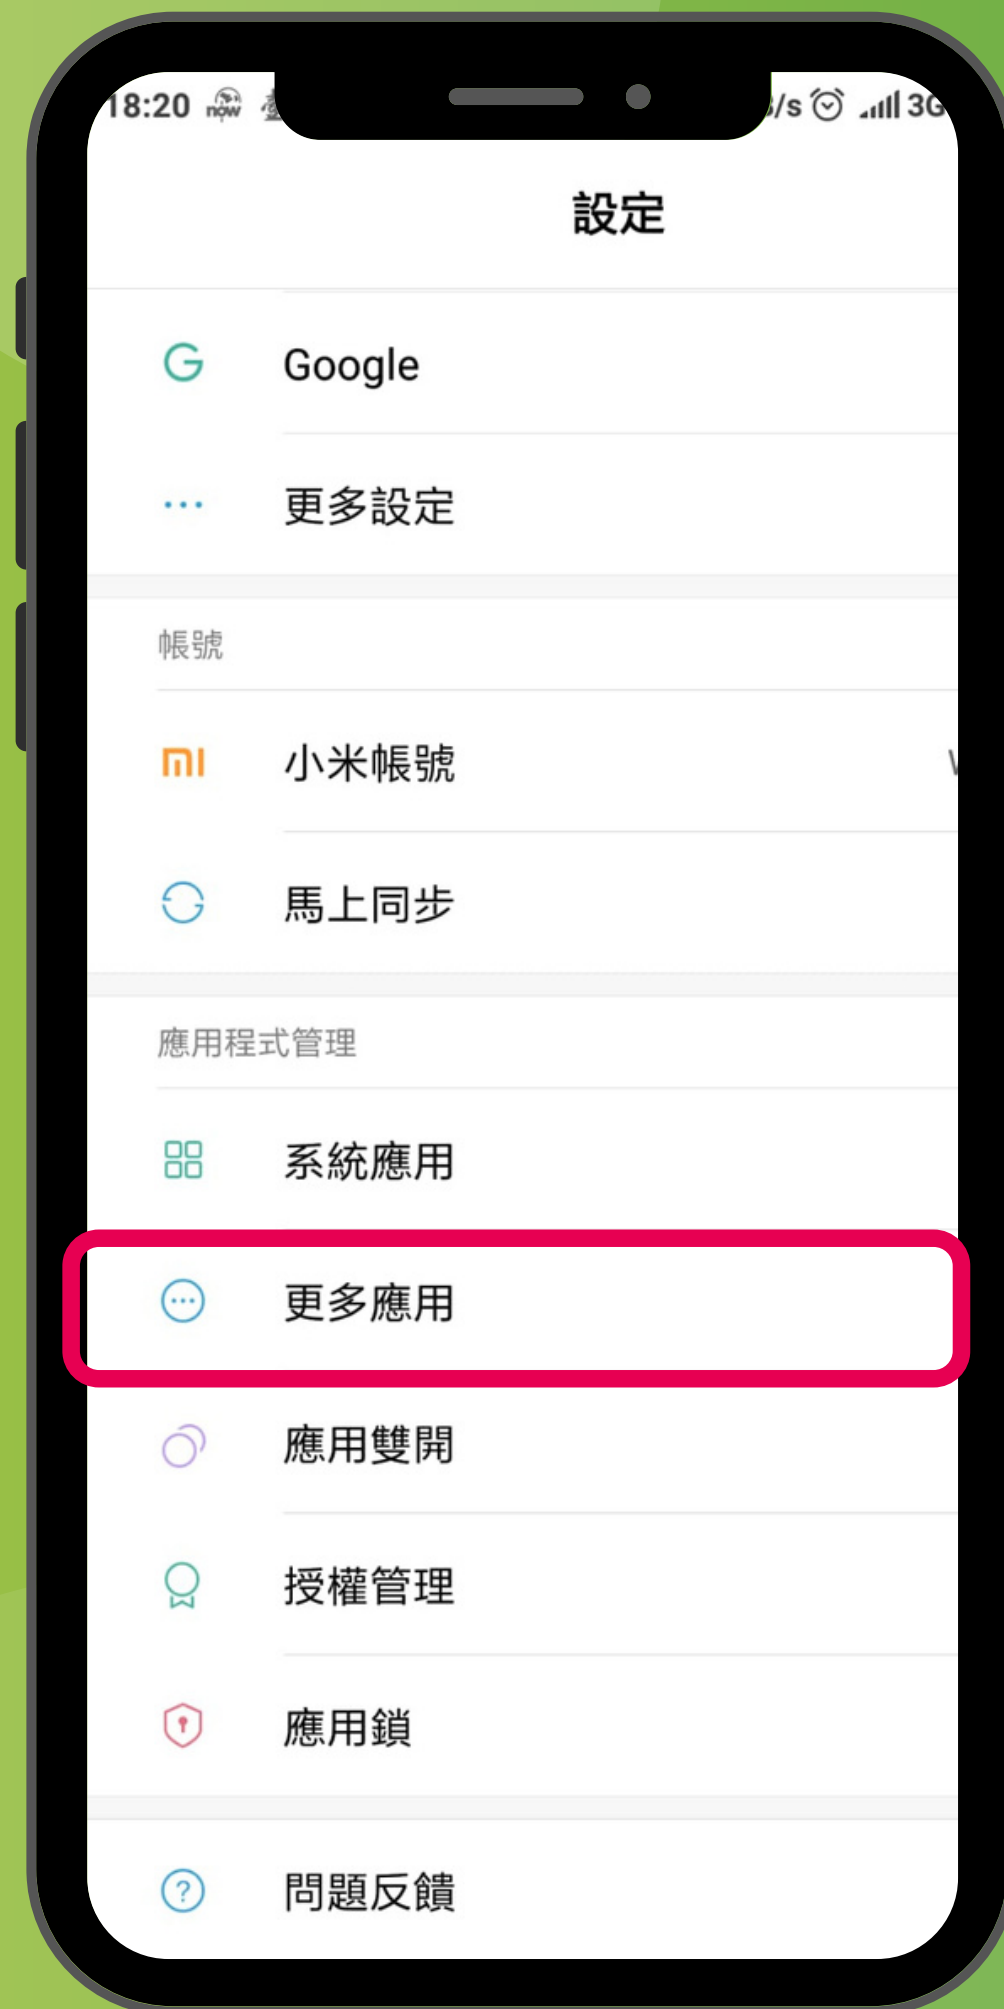 18:20 now
/s 3G
設定
Google
更多設定
帳號
小米帳號
馬上同步
應用程式管理
系統應用
更多應用
應用雙開
授權管理
應用鎖
問題反饋